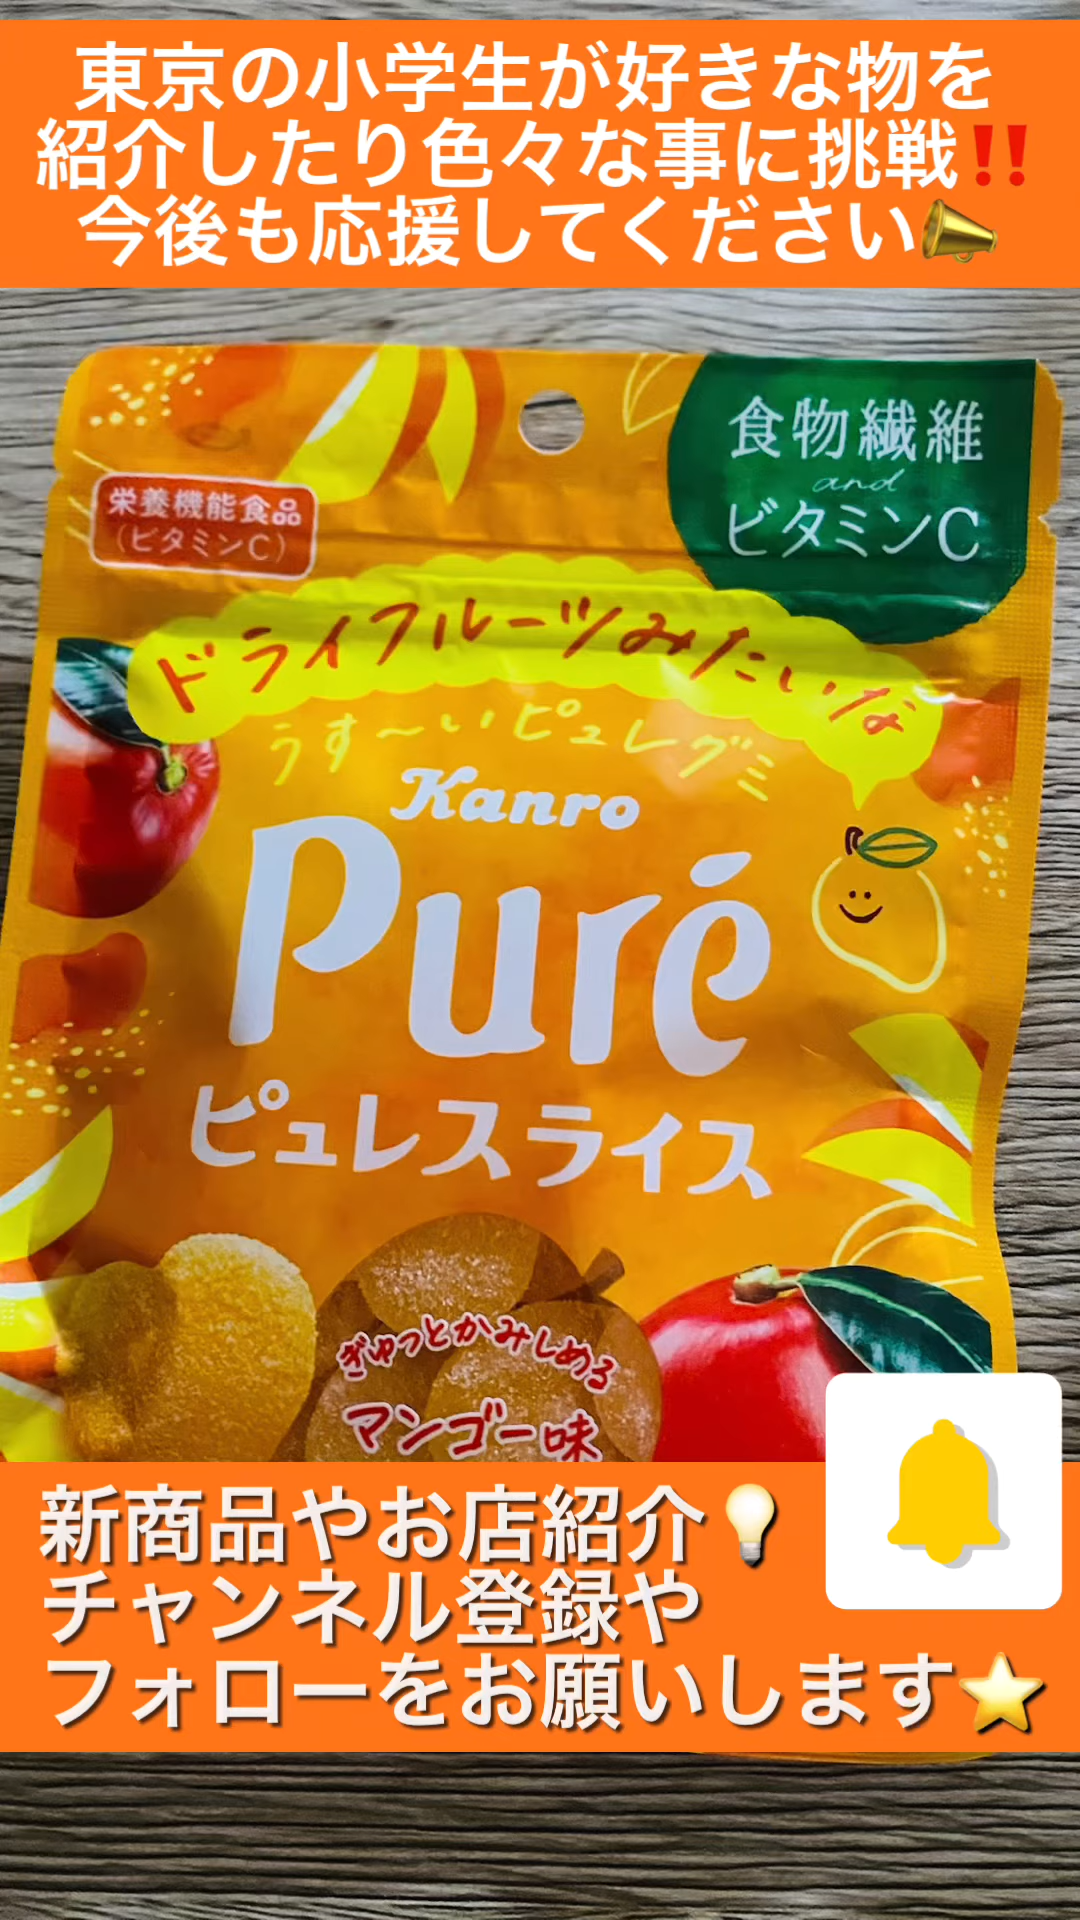 東京の小学生が好きな物を
紹介したり色々な事に挑戦‼️
今後も応援してください📣
食物繊維
and
ビタミンC
栄養機能食品
(ビタミンC)
ドライフルーツみたいな
うす〜いピュレグミ
Kanro
Puré
ピュレスライス
ぎゅっとかみしめる
マンゴー味
新商品やお店紹介💡
チャンネル登録や
フォローをお願いします⭐